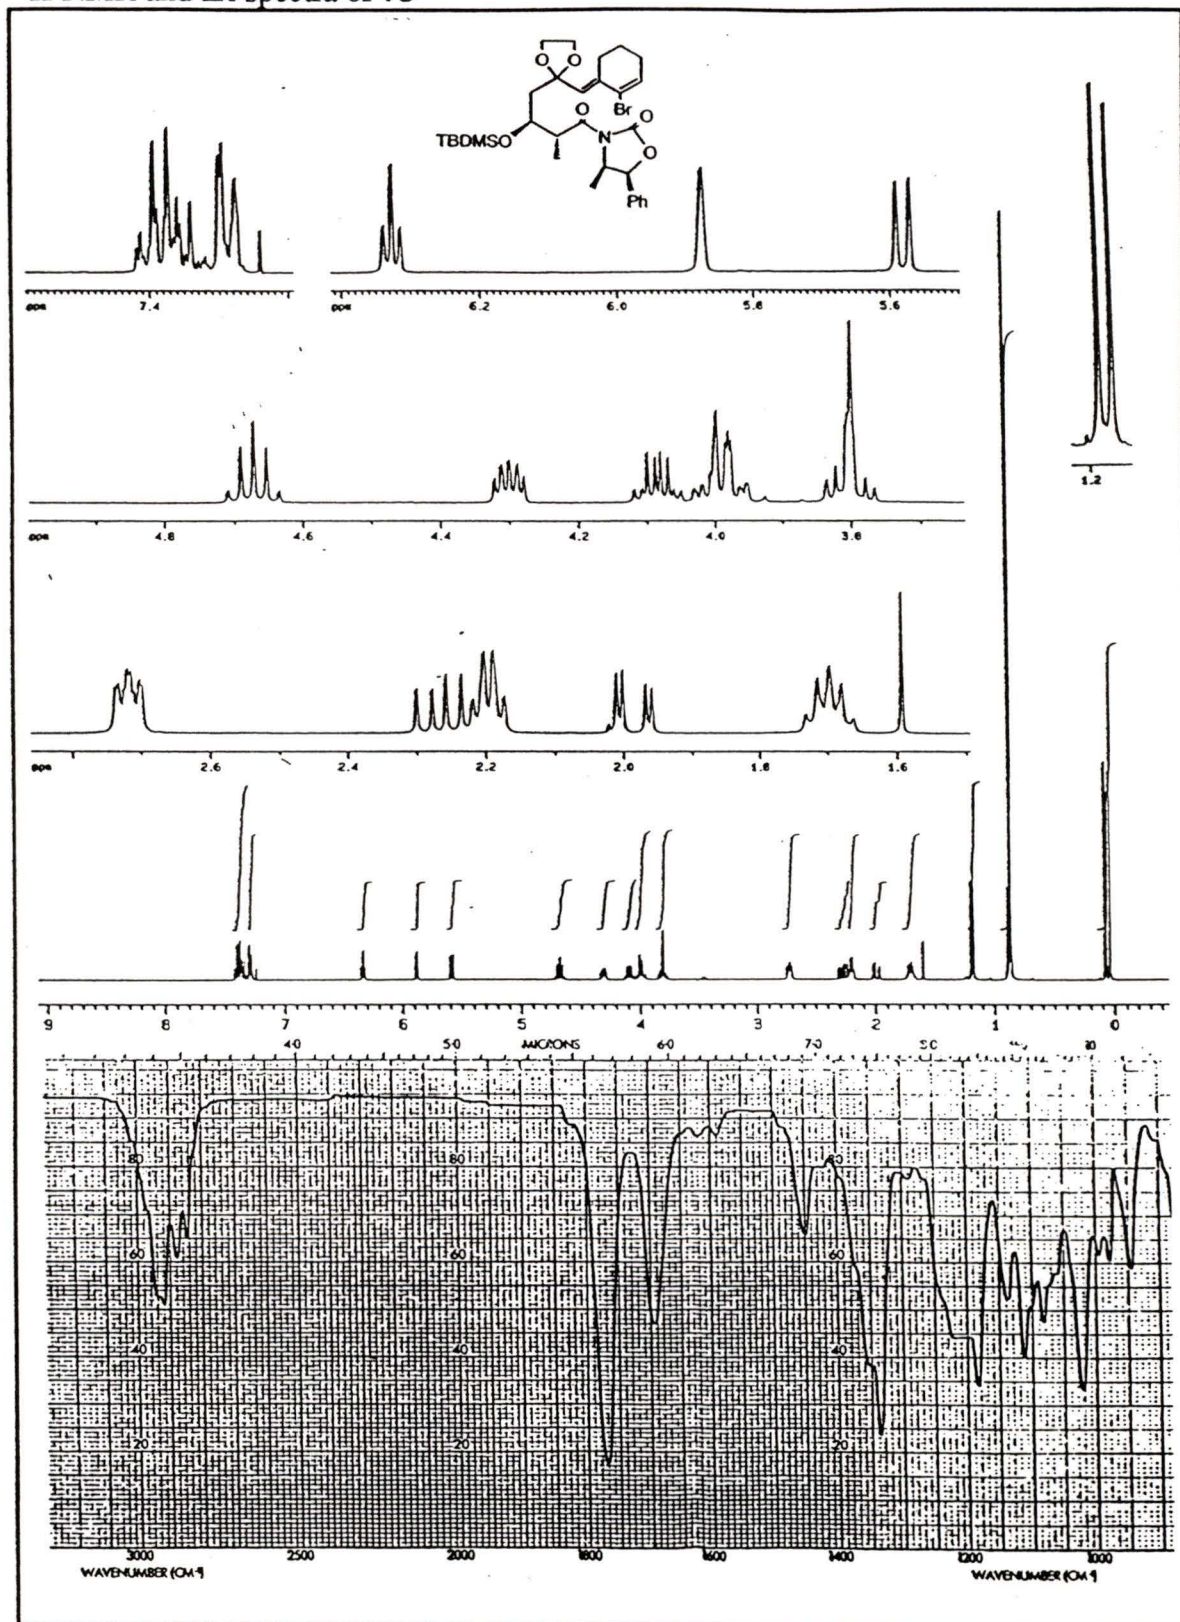 O O
Br
O
O
N
O
TBDMSO
Ph
ppm 7.4
6.2 6.0 5.8 5.6
1.2
ppm 4.8 4.6 4.4 4.2 4.0 3.8
ppm 2.6 2.4 2.2 2.0 1.8 1.6
9 8 7 6 5 4 3 2 1 0
4.0 5.0 MICRONS 6.0 7.0
80 80 80
60 60 60
40 40 40
20 20 20
3000 2500 2000 1800 1600 1400 1200 1000
WAVENUMBER (CM-1) WAVENUMBER (CM-1)